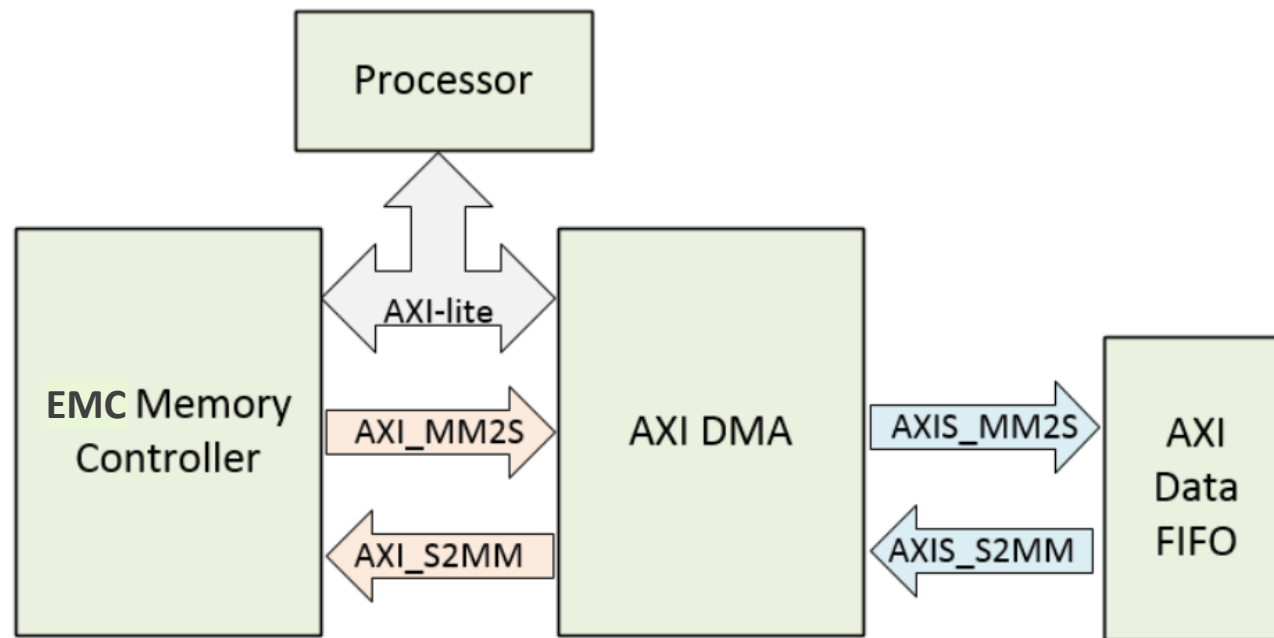 Processor
AXI-lite
EMC Memory
Controller
AXI_MM2S
AXI_S2MM
AXI DMA
AXIS_MM2S
AXIS_S2MM
AXI
Data
FIFO